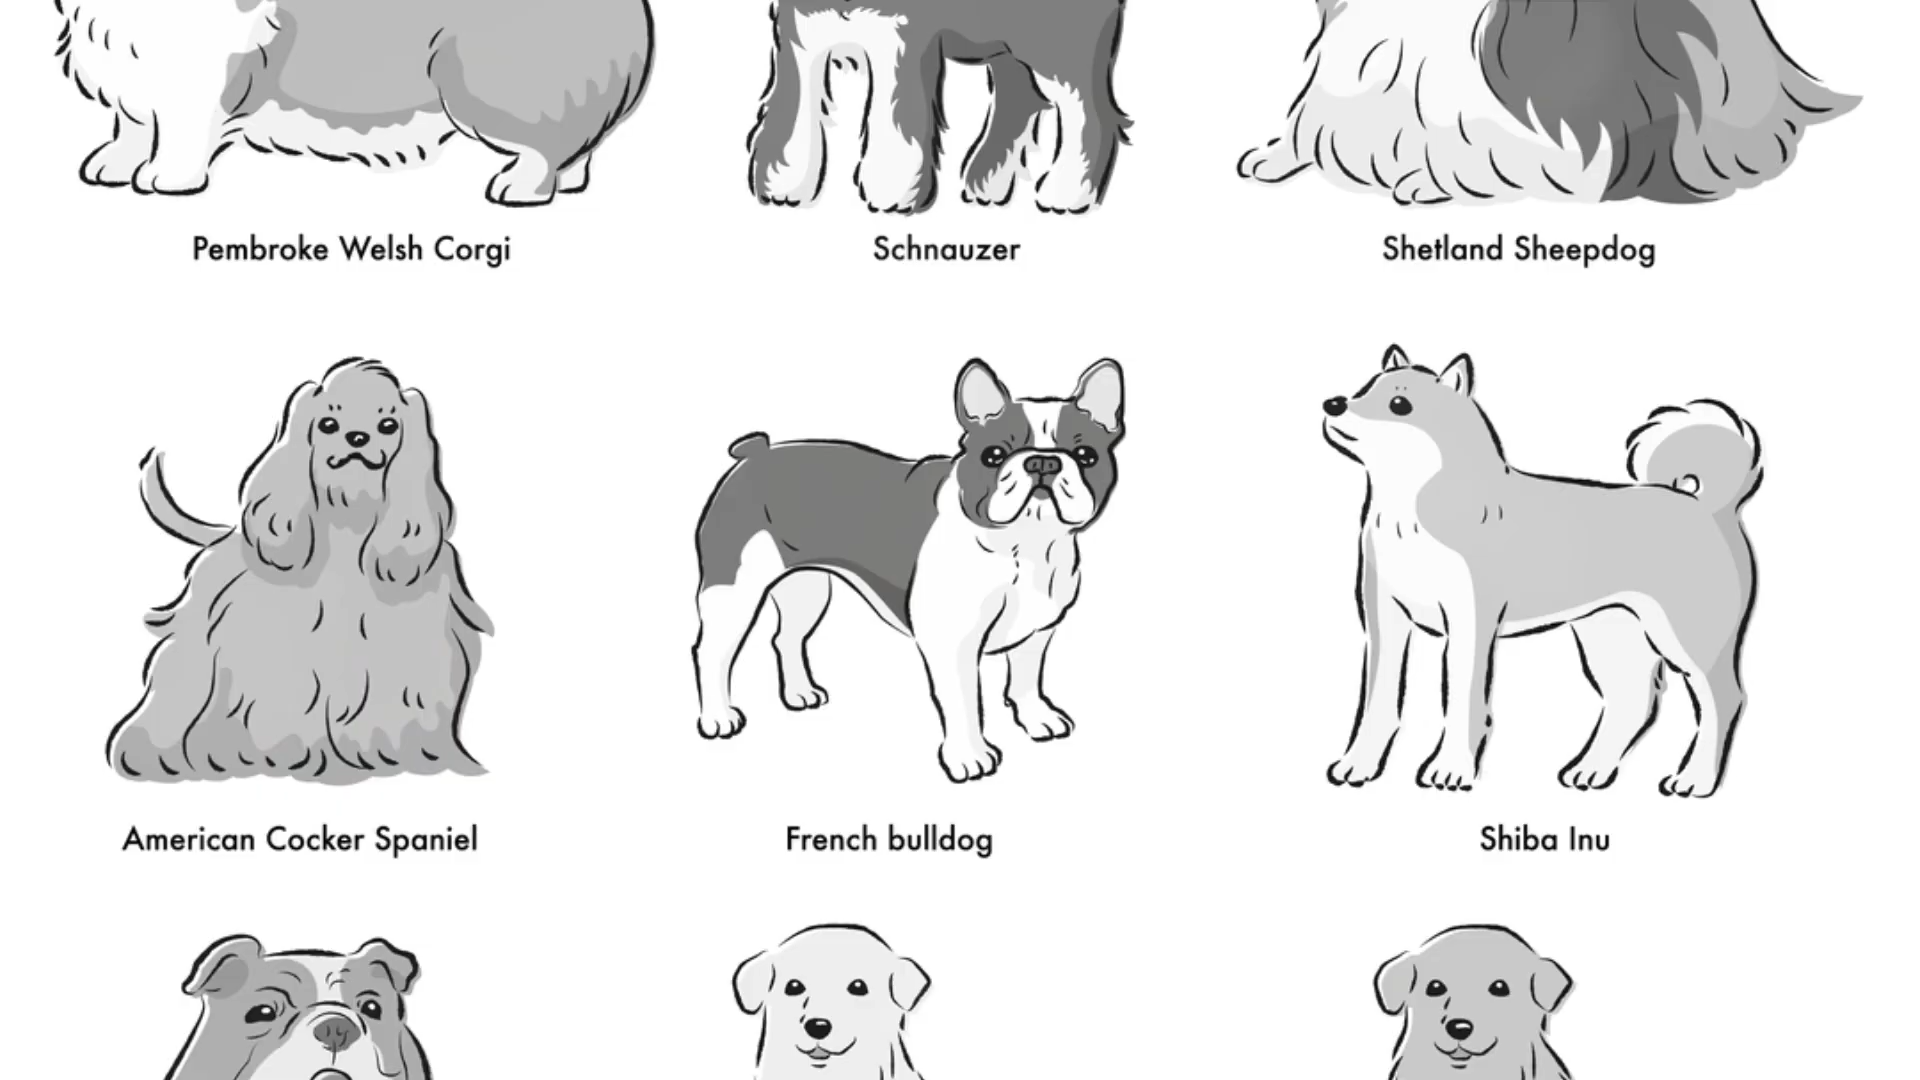 Pembroke Welsh Corgi
Schnauzer
Shetland Sheepdog
American Cocker Spaniel
French bulldog
Shiba Inu